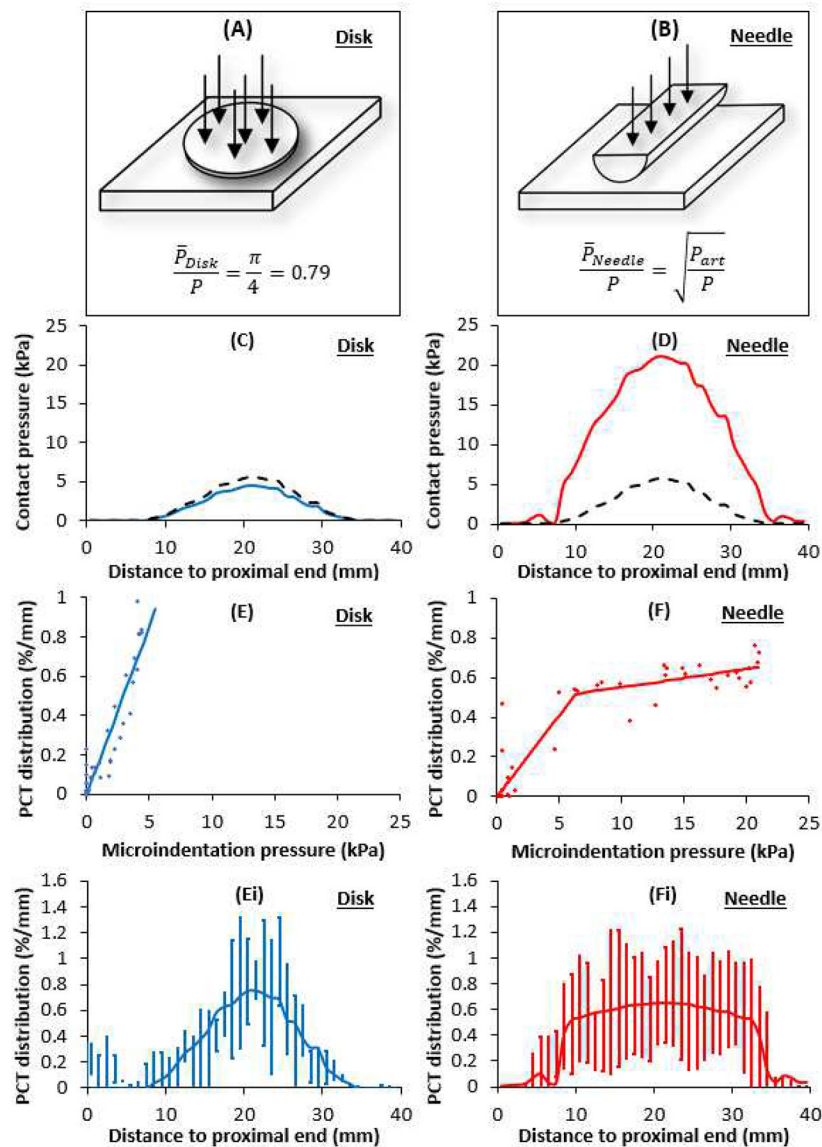 (A)
Disk
P̄_Disk / P = π / 4 = 0.79
(B)
Needle
P̄_Needle / P = √(P_art / P)
(C)
Disk
25
20
15
10
5
0
0 10 20 30 40
Contact pressure (kPa)
Distance to proximal end (mm)
(D)
Needle
25
20
15
10
5
0
0 10 20 30 40
Contact pressure (kPa)
Distance to proximal end (mm)
(E)
Disk
1
0.8
0.6
0.4
0.2
0
0 5 10 15 20 25
PCT distribution (%/mm)
Microindentation pressure (kPa)
(F)
Needle
1
0.8
0.6
0.4
0.2
0
0 5 10 15 20 25
PCT distribution (%/mm)
Microindentation pressure (kPa)
(Ei)
Disk
1.6
1.4
1.2
1
0.8
0.6
0.4
0.2
0
0 10 20 30 40
PCT distribution (%/mm)
Distance to proximal end (mm)
(Fi)
Needle
1.6
1.4
1.2
1.0
0.8
0.6
0.4
0.2
0
0 10 20 30 40
PCT distribution (%/mm)
Distance to proximal end (mm)